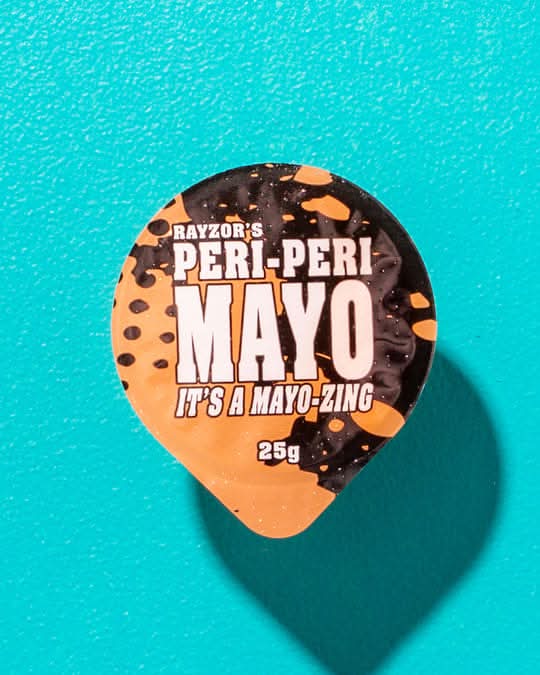 RAYZOR'S
PERI-PERI
MAYO
IT'S A MAYO-ZING
25g